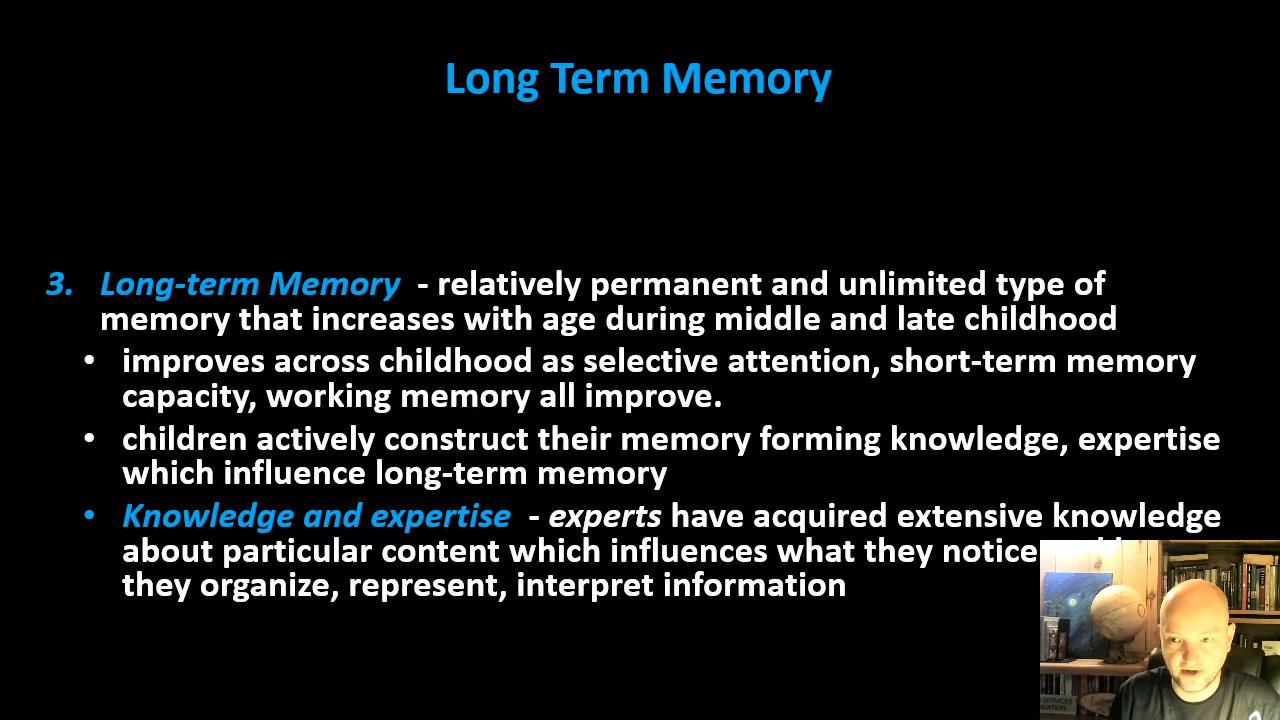 Long Term Memory
3. Long-term Memory - relatively permanent and unlimited type of
memory that increases with age during middle and late childhood
• improves across childhood as selective attention, short-term memory
capacity, working memory all improve.
• children actively construct their memory forming knowledge, expertise
which influence long-term memory
• Knowledge and expertise - experts have acquired extensive knowledge
about particular content which influences what they notice
they organize, represent, interpret information